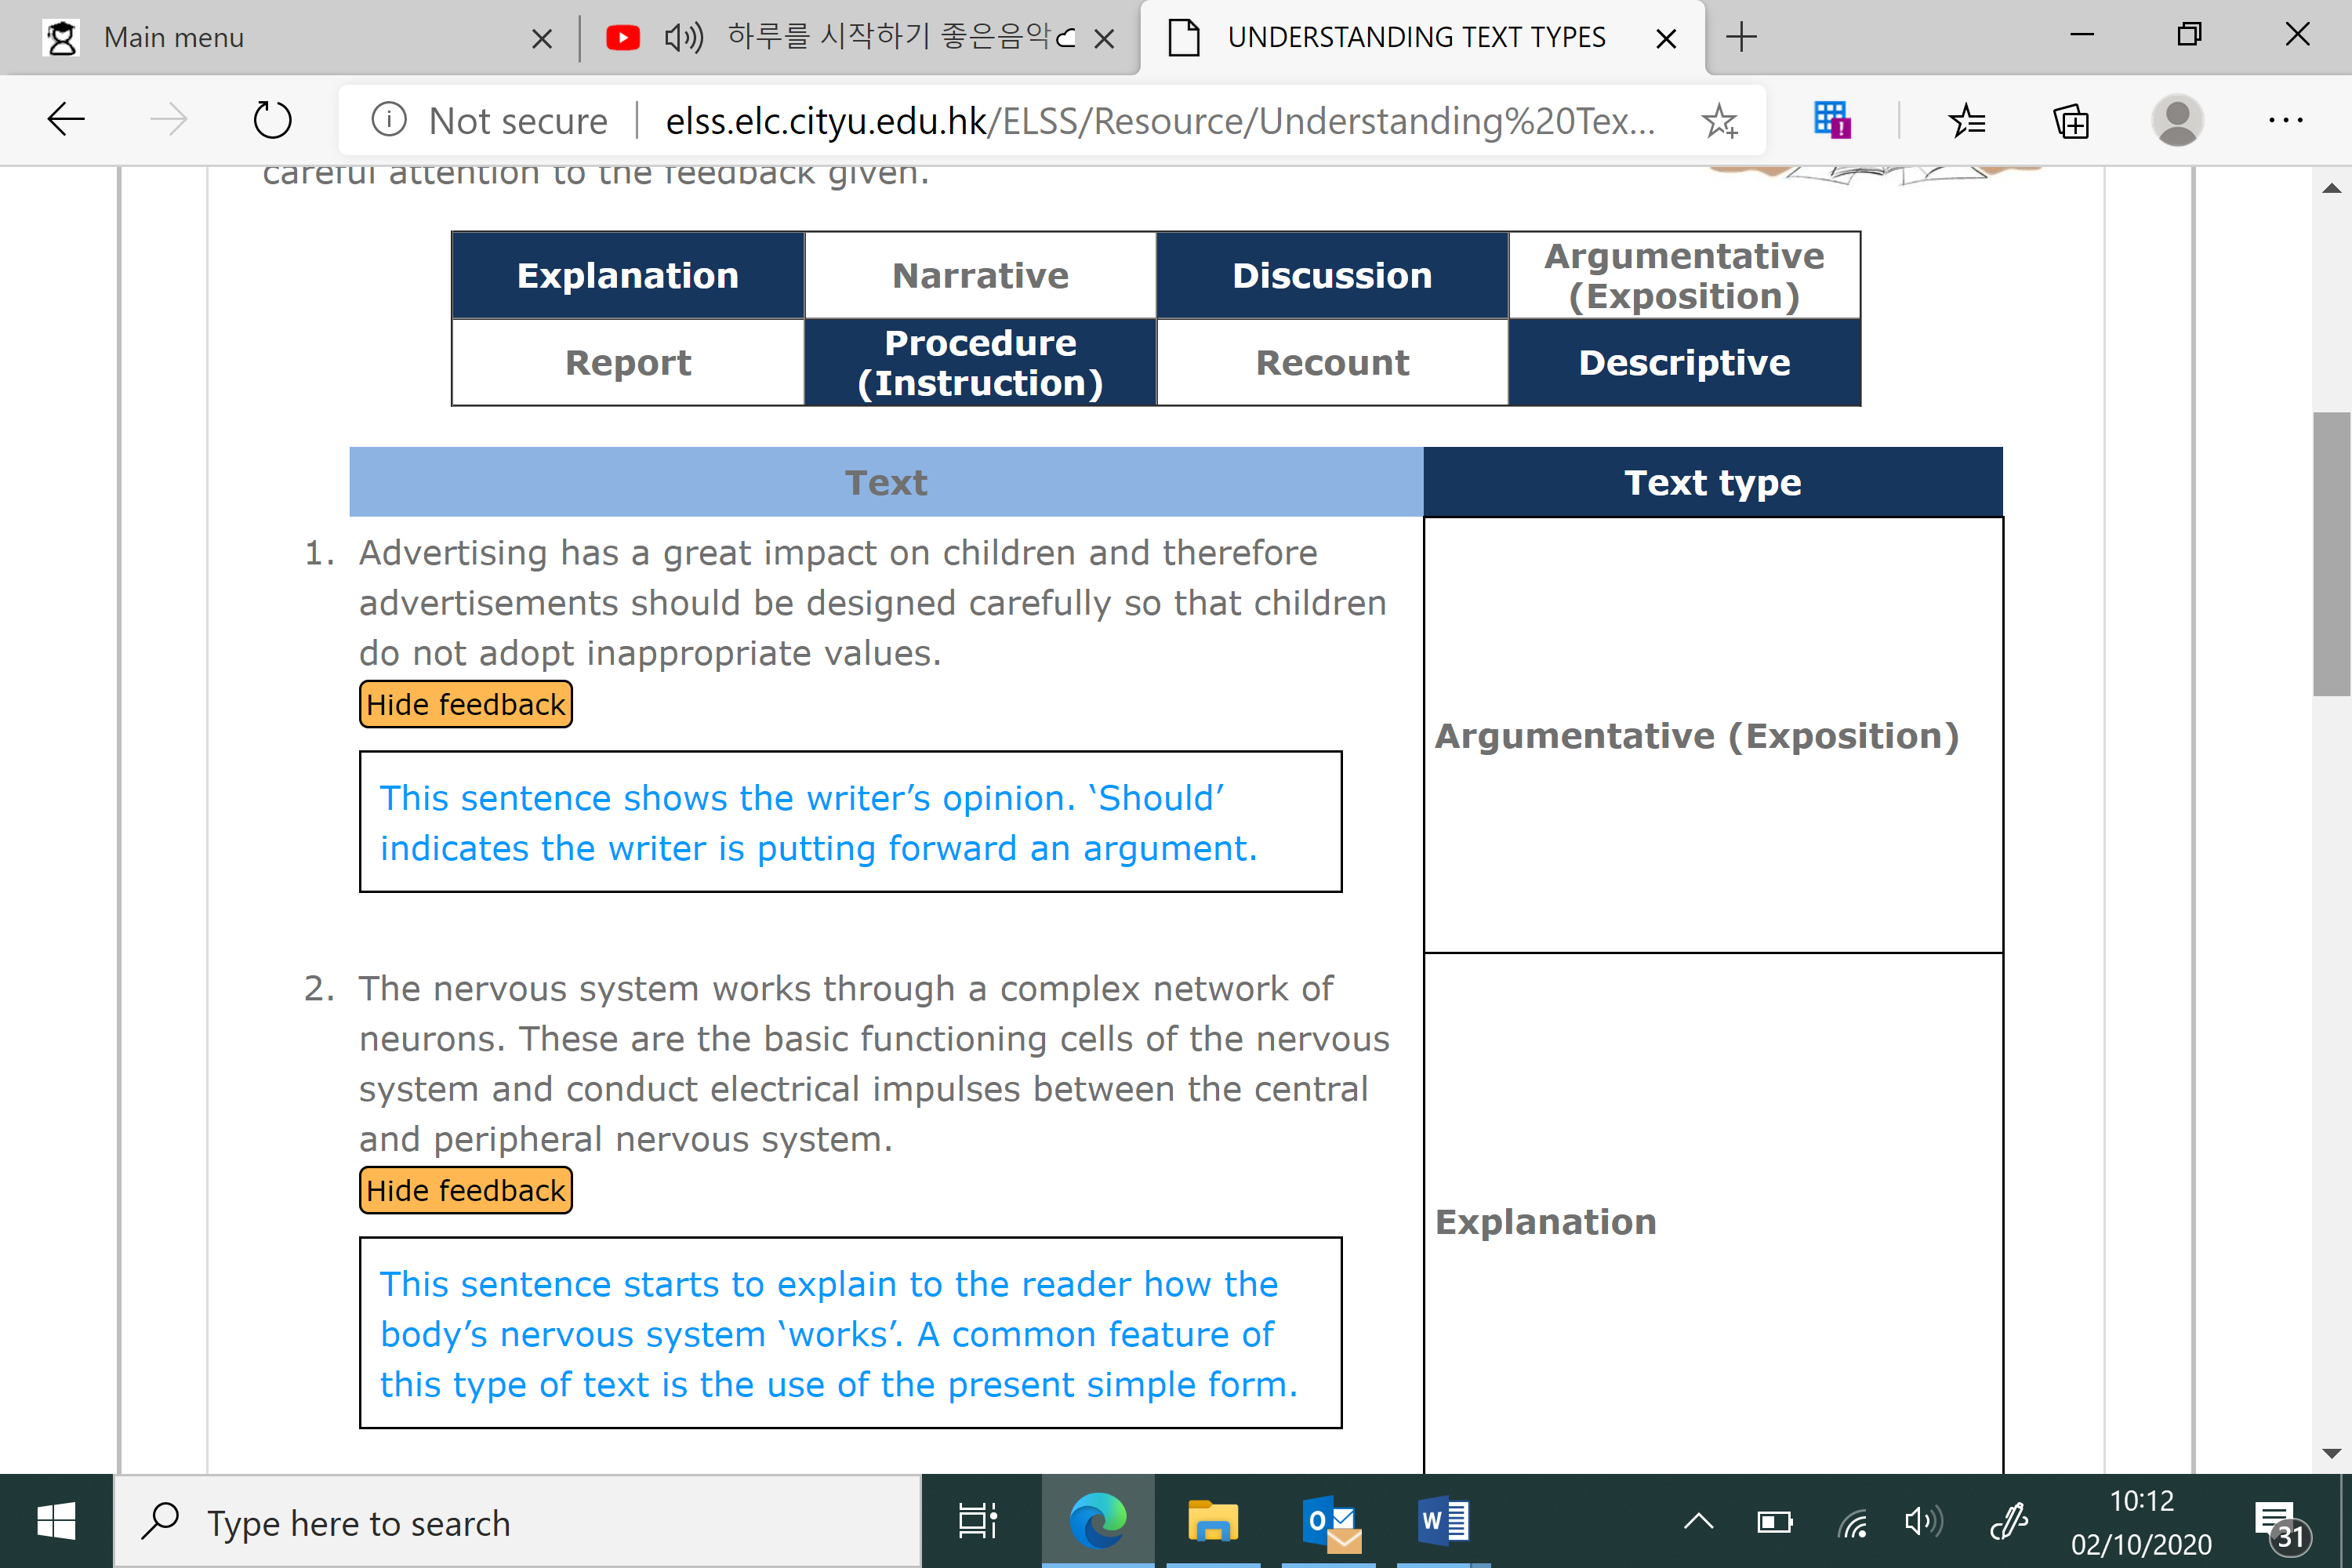 Main menu
하루를 시작하기 좋은음악
UNDERSTANDING TEXT TYPES
Not secure
elss.elc.cityu.edu.hk/ELSS/Resource/Understanding%20Tex...
careful attention to the feedback given.
Explanation
Narrative
Discussion
Argumentative
(Exposition)
Report
Procedure
(Instruction)
Recount
Descriptive
Text
Text type
1. Advertising has a great impact on children and therefore
advertisements should be designed carefully so that children
do not adopt inappropriate values.
Hide feedback
This sentence shows the writer’s opinion. ‘Should’
indicates the writer is putting forward an argument.
Argumentative (Exposition)
2. The nervous system works through a complex network of
neurons. These are the basic functioning cells of the nervous
system and conduct electrical impulses between the central
and peripheral nervous system.
Hide feedback
This sentence starts to explain to the reader how the
body’s nervous system ‘works’. A common feature of
this type of text is the use of the present simple form.
Explanation
Type here to search
10:12
02/10/2020
31